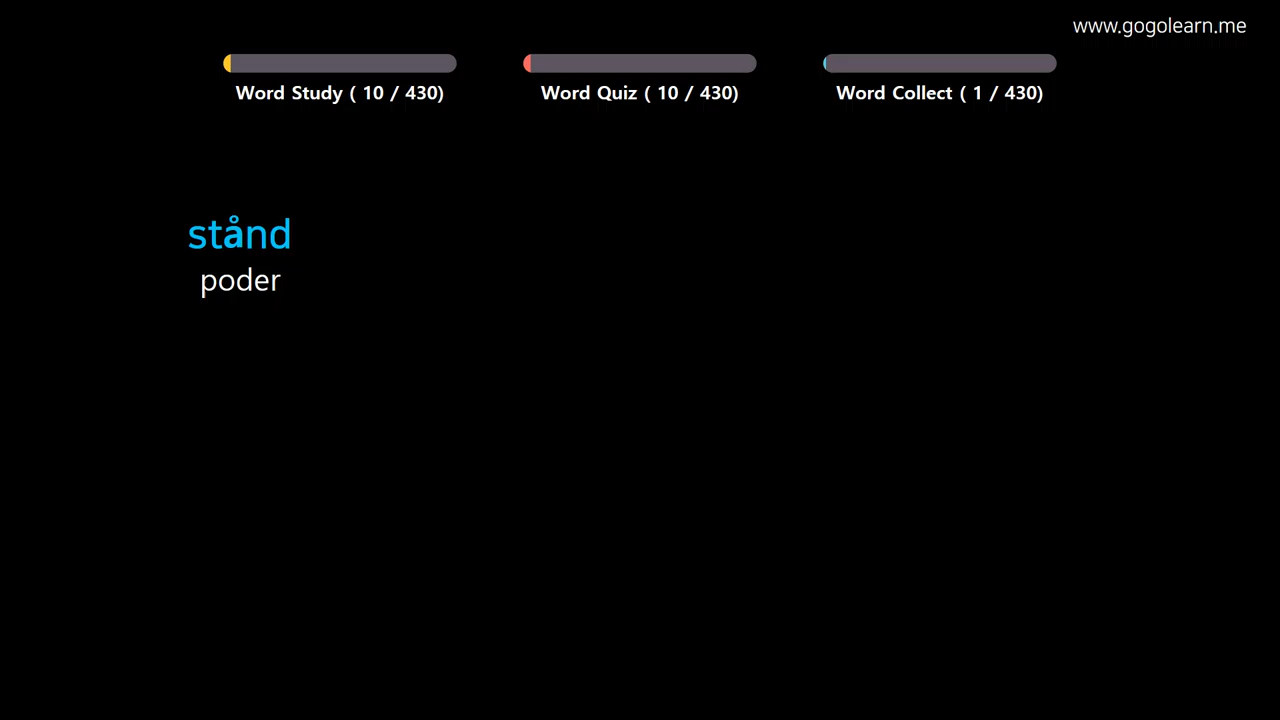 www.gogolearn.me
Word Study ( 10 / 430)
Word Quiz ( 10 / 430)
Word Collect ( 1 / 430)
stånd
poder